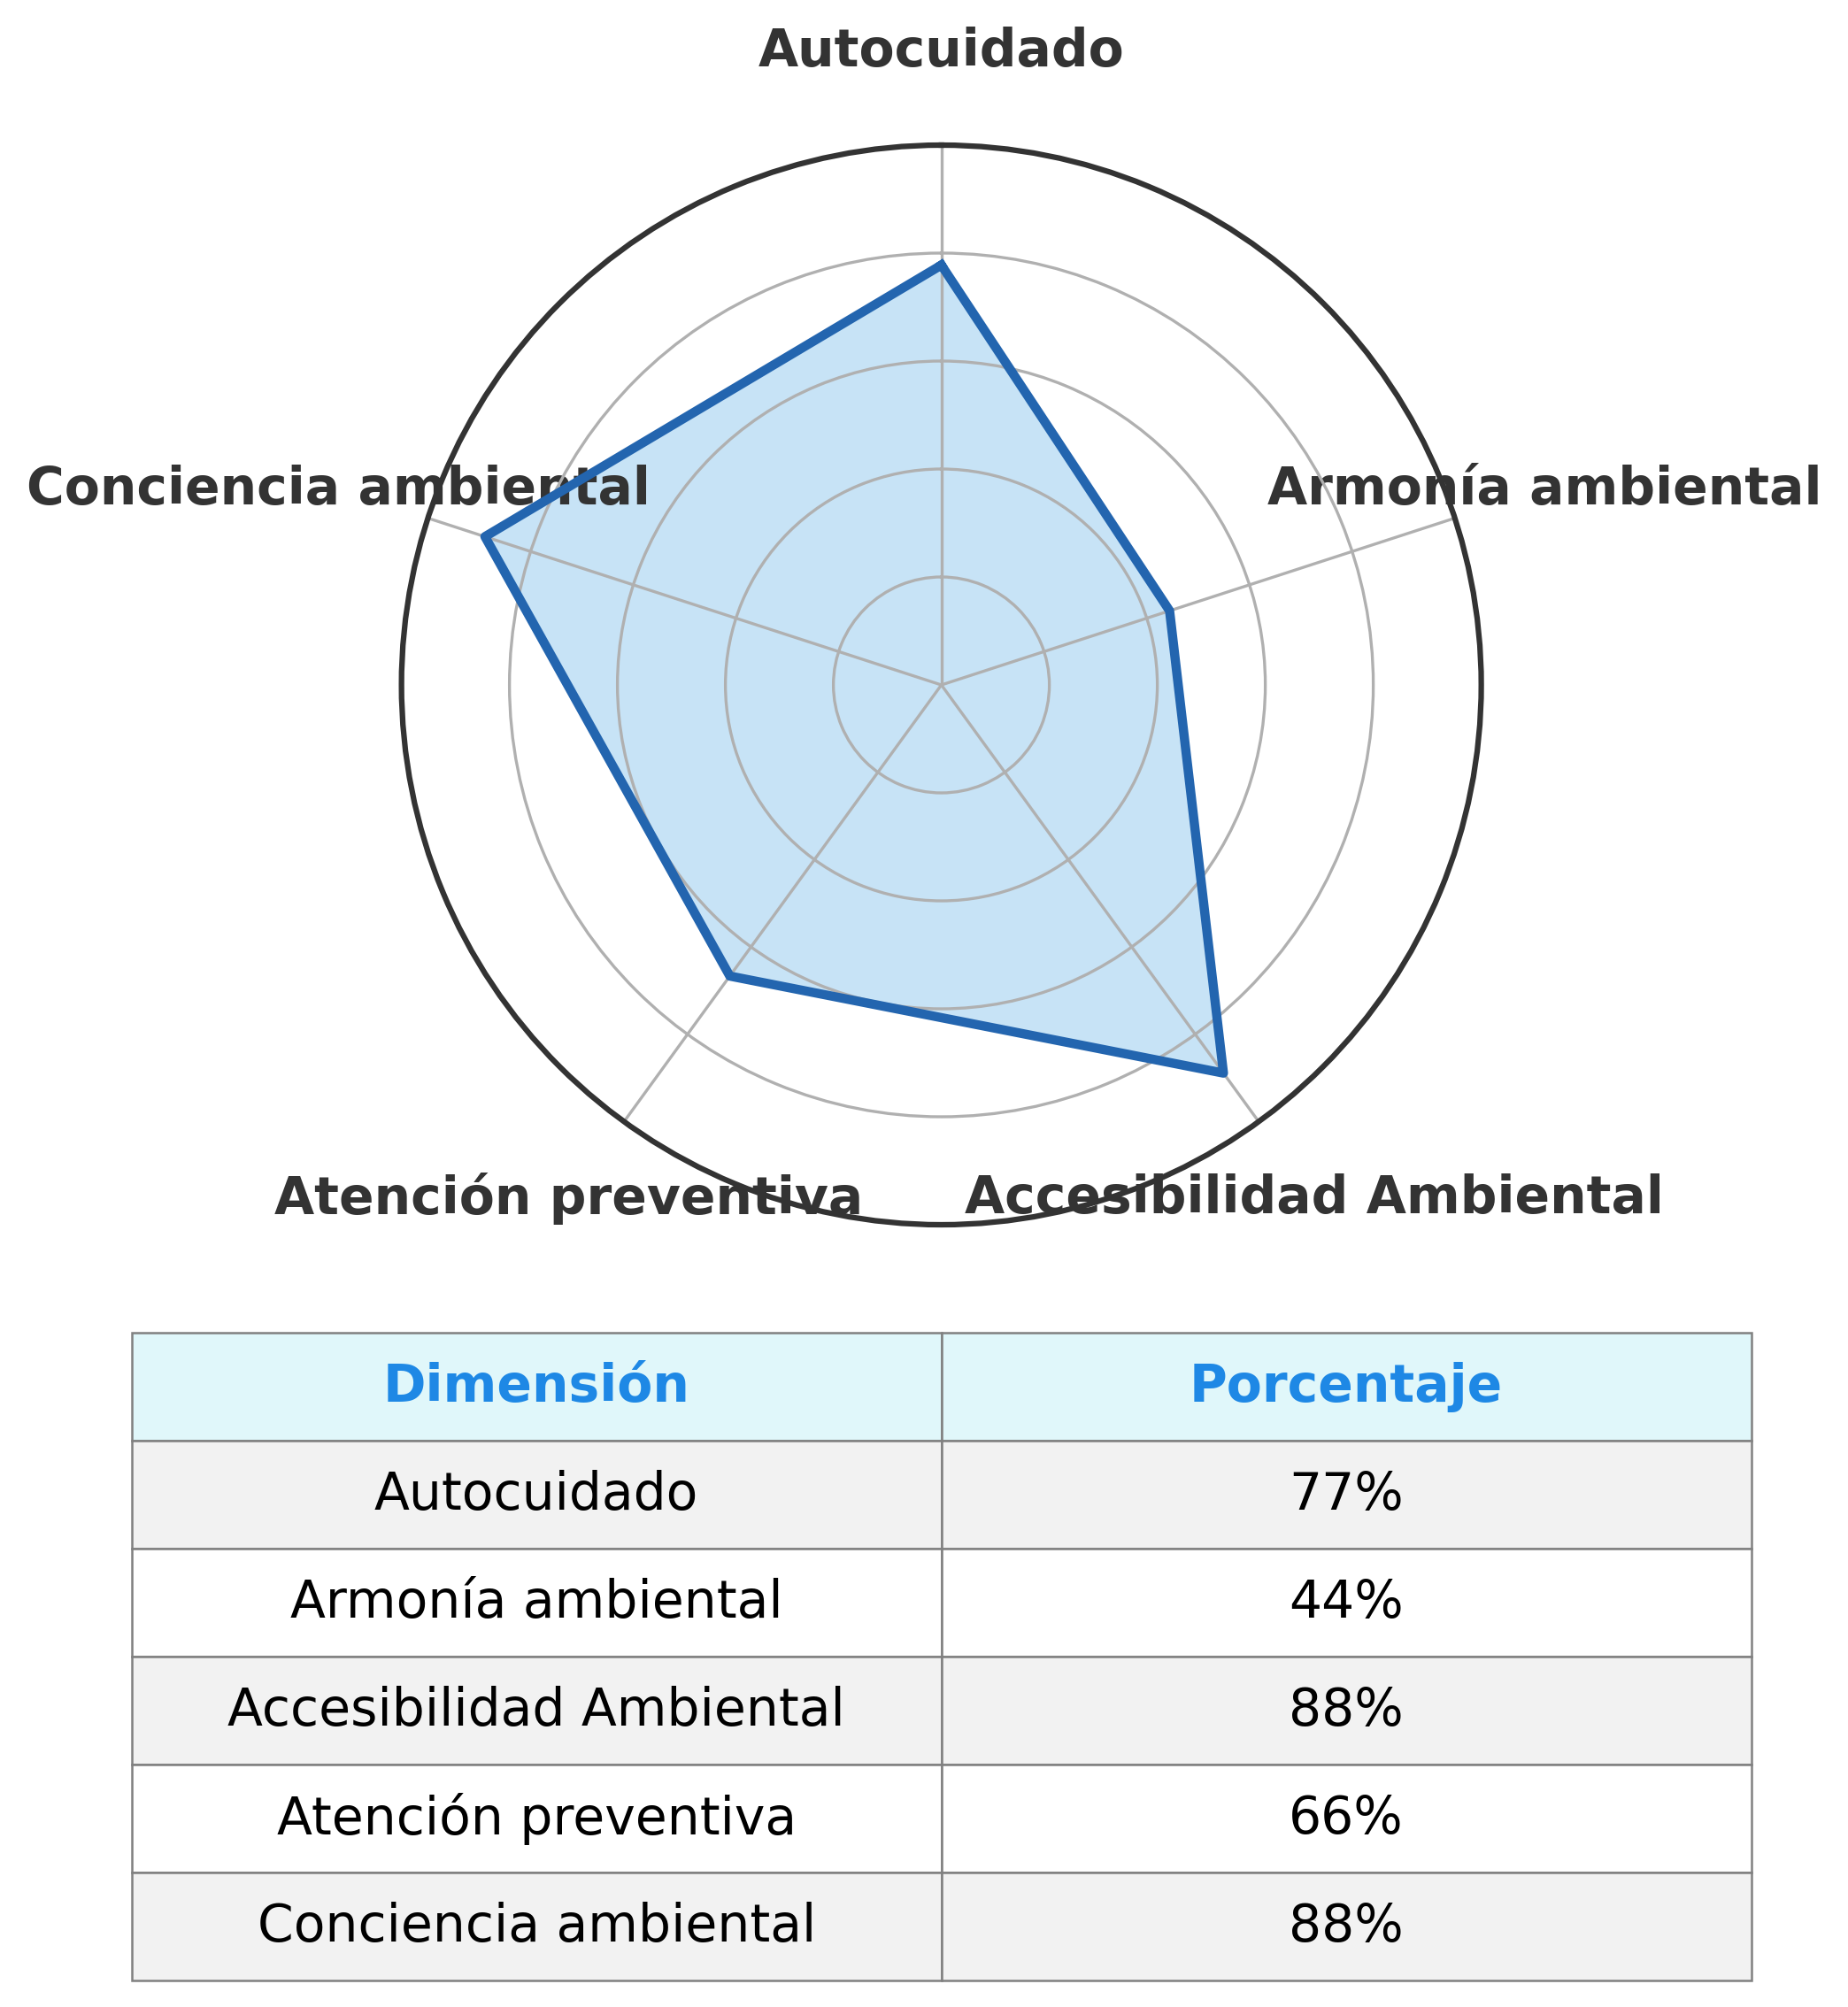 Autocuidado
Conciencia ambiental
Armonía ambiental
Atención preventiva
Accesibilidad Ambiental
Dimensión Porcentaje
Autocuidado 77%
Armonía ambiental 44%
Accesibilidad Ambiental 88%
Atención preventiva 66%
Conciencia ambiental 88%